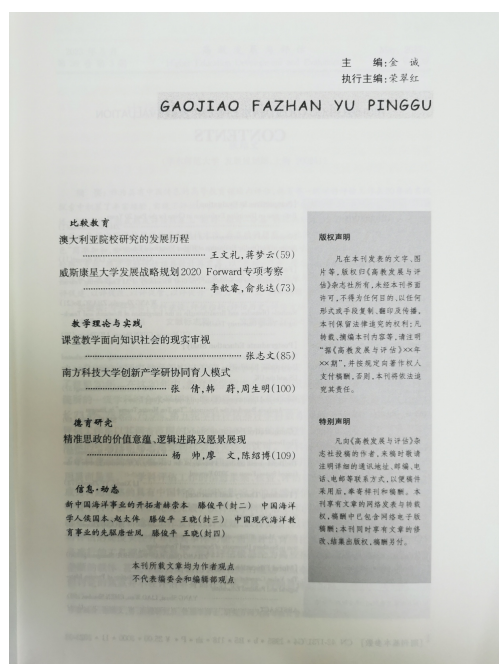 主 编:金 诚
执行主编:荣翠红
GAOJIAO FAZHAN YU PINGGU
比较教育
澳大利亚院校研究的发展历程
王文礼,蒋梦云(59)
威斯康星大学发展战略规划2020 Forward专项考察
李歆睿,俞兆达(73)
教学理论与实践
课堂教学面向知识社会的现实审视
张志文(85)
南方科技大学创新产学研协同育人模式
张 倩,韩 蔚,周生明(100)
德育研究
精准思政的价值意蕴、逻辑进路及愿景展现
杨 帅,廖 文,陈绍博(109)
信息·动态
新中国海洋事业的开拓者赫崇本 滕俊平(封二) 中国海洋
学人侯国本、赵太侔 滕俊平 王晓(封三) 中国现代海洋教
育事业的先驱唐世凤 滕俊平 王晓(封四)
本刊所载文章均为作者观点
不代表编委会和编辑部观点
版权声明
凡在本刊发表的文字、图
片等,版权归《高教发展与评
估》杂志社所有,未经本刊书面
许可,不得为任何目的、以任何
形式或手段复制、翻印及传播,
本刊保留法律追究的权利;凡
转载、摘编本刊内容等,请注明
“据《高教发展与评估》××年
××期”,并按规定向著作权人
支付稿酬,否则,本刊将依法追
究其责任。
特别声明
凡向《高教发展与评估》杂
志社投稿的作者,来稿时敬请
注明详细的通讯地址、邮编、电
话、电邮等联系方式,以便稿件
采用后,奉寄样刊和稿酬。本
刊享有文章的网络发表与转载
权,稿酬中已包含网络电子版
稿酬;本刊同时享有文章的修
改、结集出版权,稿酬另付。